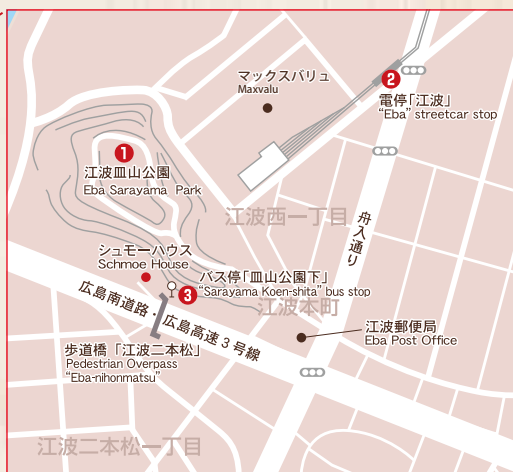 マックスバリュ
Maxvalu
2
電停「江波」
“Eba” streetcar stop
1
江波皿山公園
Eba Sarayama Park
江波西一丁目
舟入通り
シュモーハウス
Schmoe House
バス停「皿山公園下」
3
“Sarayama Koen-shita” bus stop
江波本町
広島南道路・広島高速3号線
江波郵便局
Eba Post Office
歩道橋「江波二本松」
Pedestrian Overpass
“Eba-nihonmatsu”
江波二本松一丁目